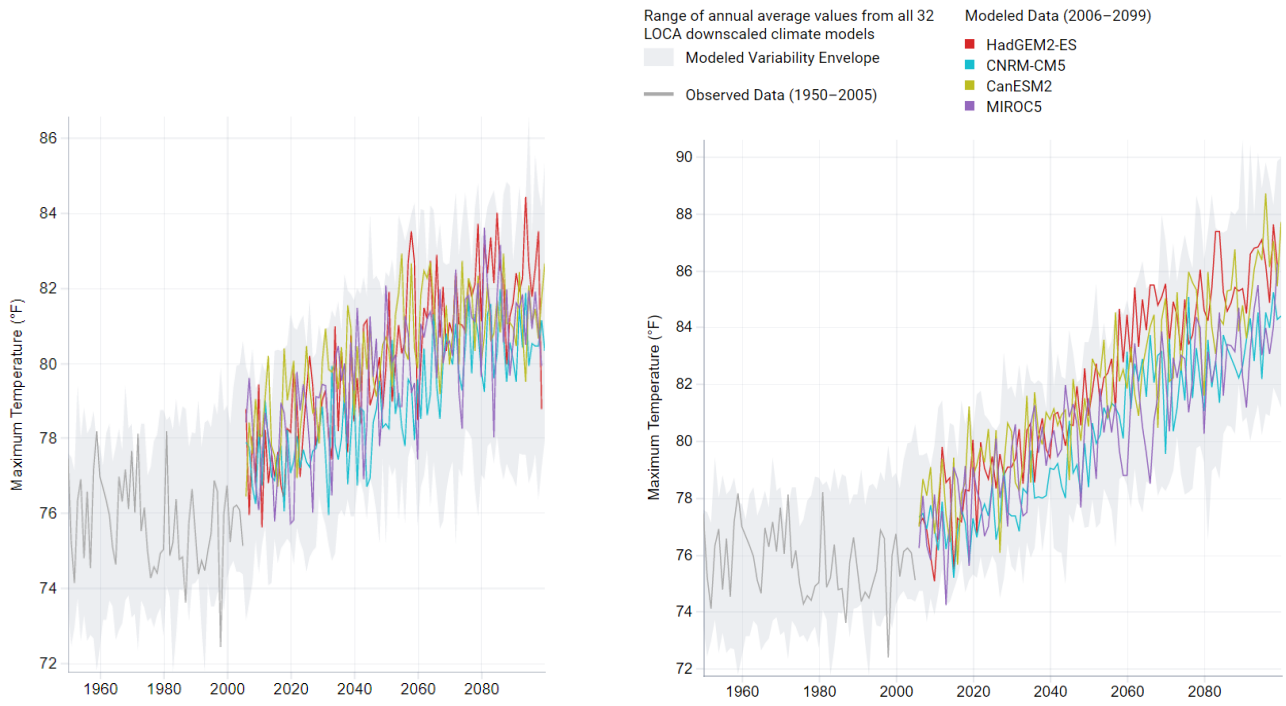 Range of annual average values from all 32
LOCA downscaled climate models
Modeled Variability Envelope
Observed Data (1950–2005)
Modeled Data (2006–2099)
HadGEM2-ES
CNRM-CM5
CanESM2
MIROC5
Maximum Temperature (°F)
86
84
82
80
78
76
74
72
1960
1980
2000
2020
2040
2060
2080
Maximum Temperature (°F)
90
88
86
84
82
80
78
76
74
72
1960
1980
2000
2020
2040
2060
2080